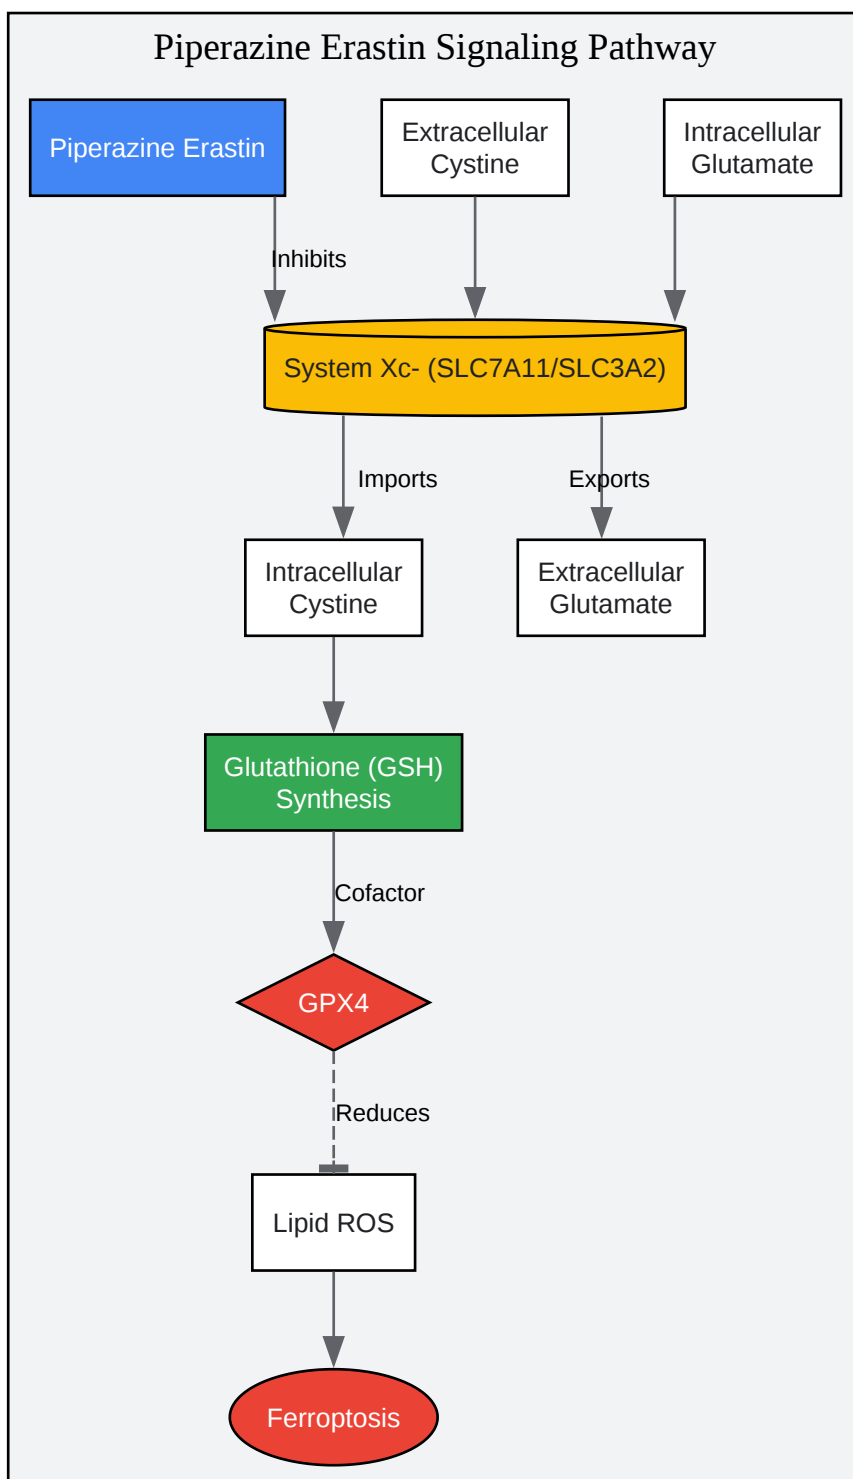 Piperazine Erastin Signaling Pathway
Piperazine Erastin
Extracellular
Cystine
Intracellular
Glutamate
Inhibits
System Xc- (SLC7A11/SLC3A2)
Imports
Exports
Intracellular
Cystine
Extracellular
Glutamate
Glutathione (GSH)
Synthesis
Cofactor
GPX4
Reduces
Lipid ROS
Ferroptosis